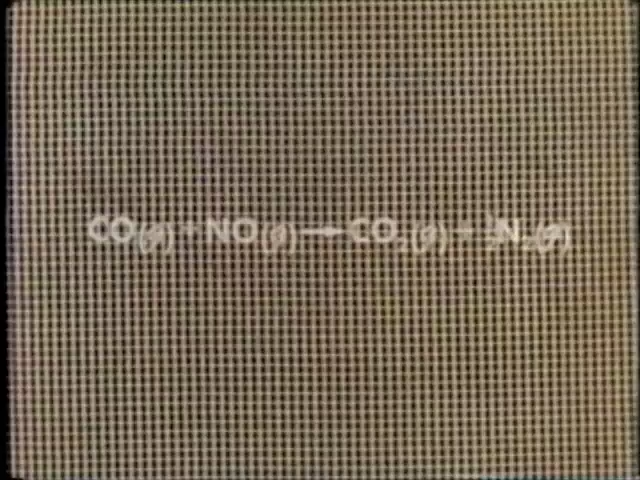 CO(g) + NO(g) → CO₂(g) + ½N₂(g)